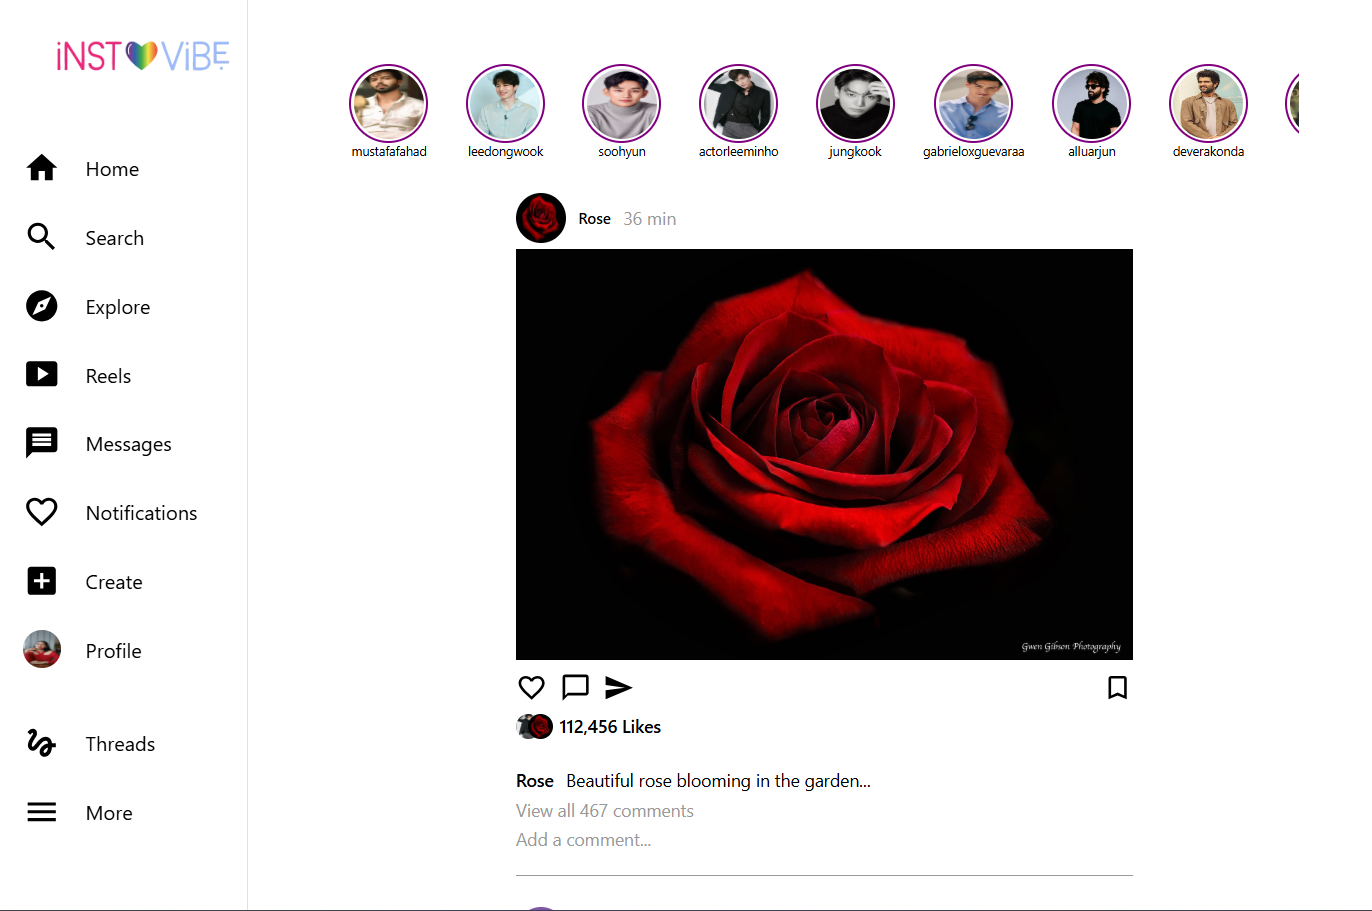 iNST ViBE
Home
Search
Explore
Reels
Messages
Notifications
Create
Profile
Threads
More
mustafafahad
leedongwook
soohyun
actorleeminho
jungkook
gabrieloxguevaraa
alluarjun
deverakonda
Rose 36 min
Gwen Gibson Photography
112,456 Likes
Rose Beautiful rose blooming in the garden...
View all 467 comments
Add a comment...